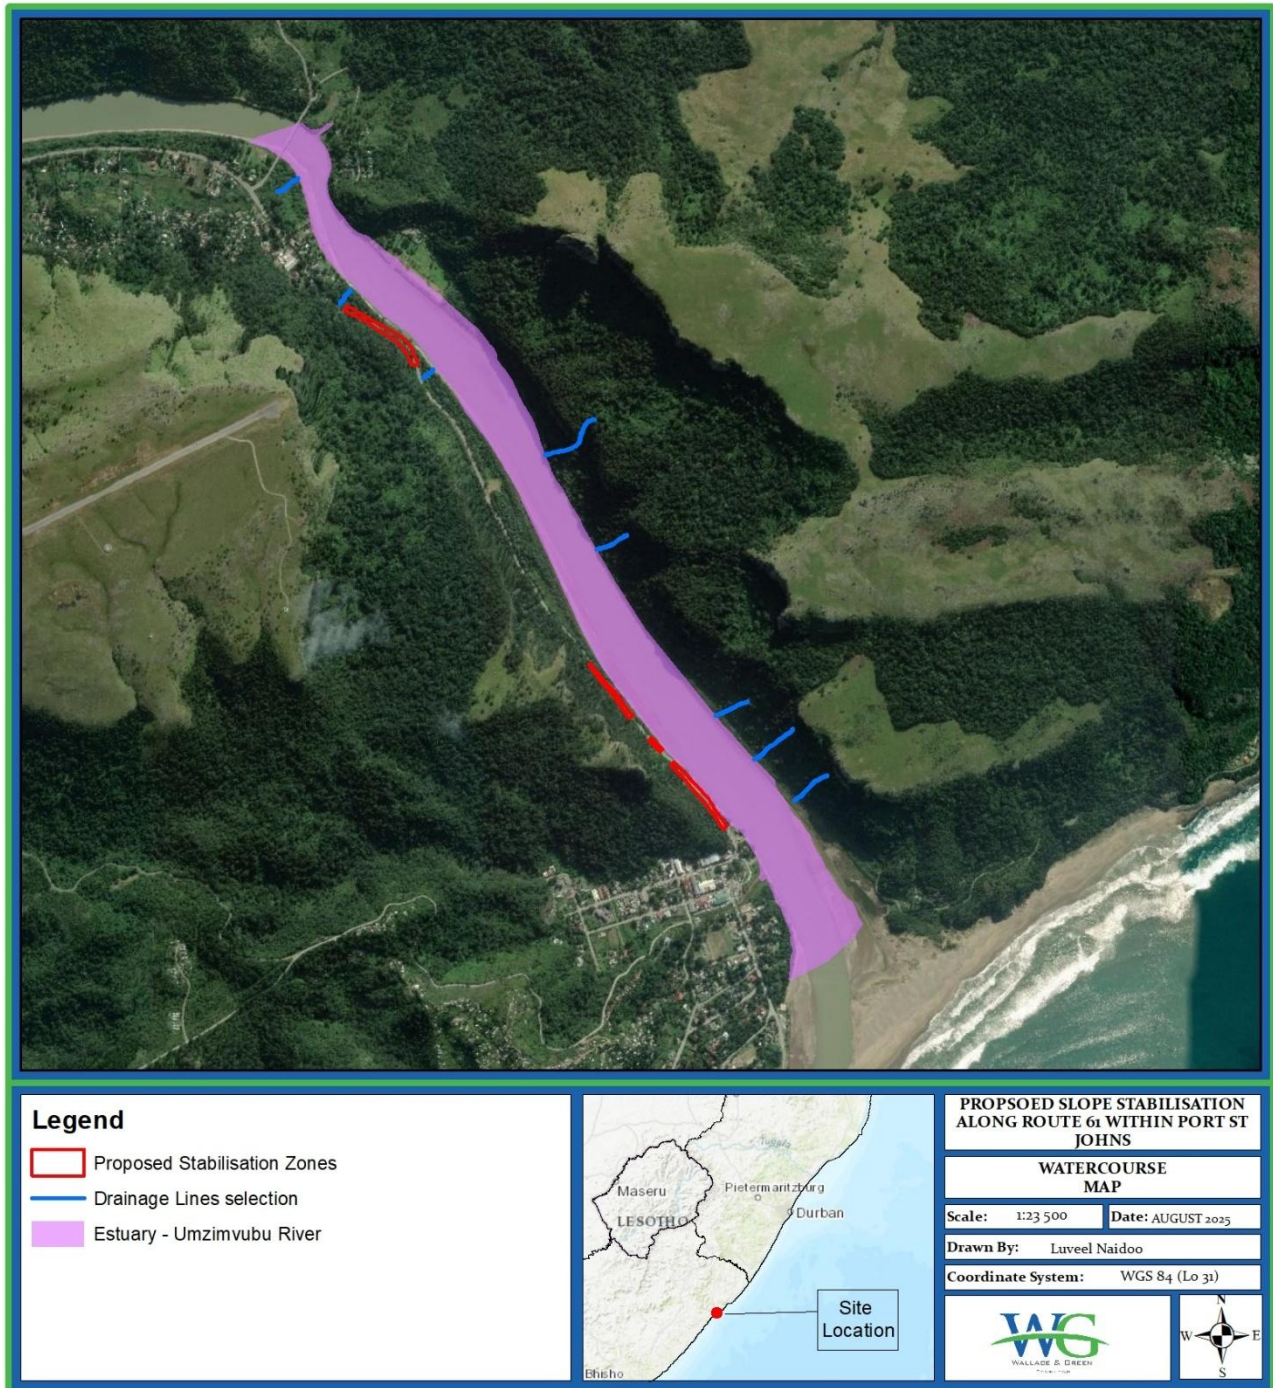 Legend
Proposed Stabilisation Zones
Drainage Lines selection
Estuary - Umzimvubu River
Maseru
LESOTHO
Tugela
Pietermaritzburg
Durban
Site
Location
Bhisho
PROPSOED SLOPE STABILISATION
ALONG ROUTE 61 WITHIN PORT ST
JOHNS
WATERCOURSE
MAP
Scale: 1:23 500
Date: AUGUST 2025
Drawn By: Luveel Naidoo
Coordinate System: WGS 84 (Lo 31)
WG
WALLACE & GREEN
N
W E
S